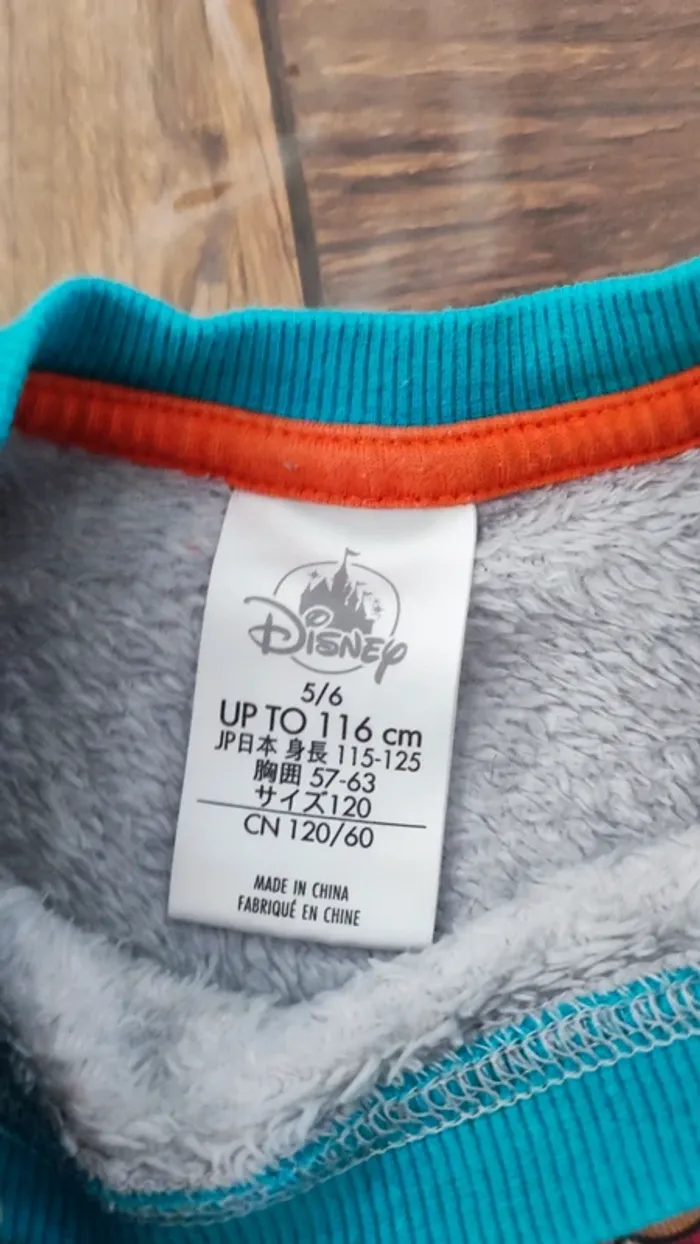 Disney
5/6
UP TO 116 cm
JP日本 身長 115-125
胸囲 57-63
サイズ120
CN 120/60
MADE IN CHINA
FABRIQUÉ EN CHINE